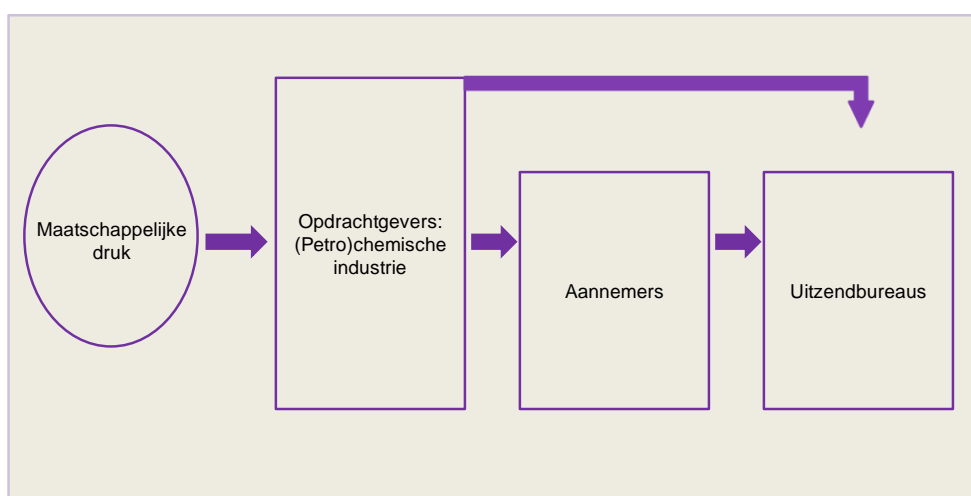 Maatschappelijke
druk
Opdrachtgevers:
(Petro)chemische
industrie
Aannemers
Uitzendbureaus